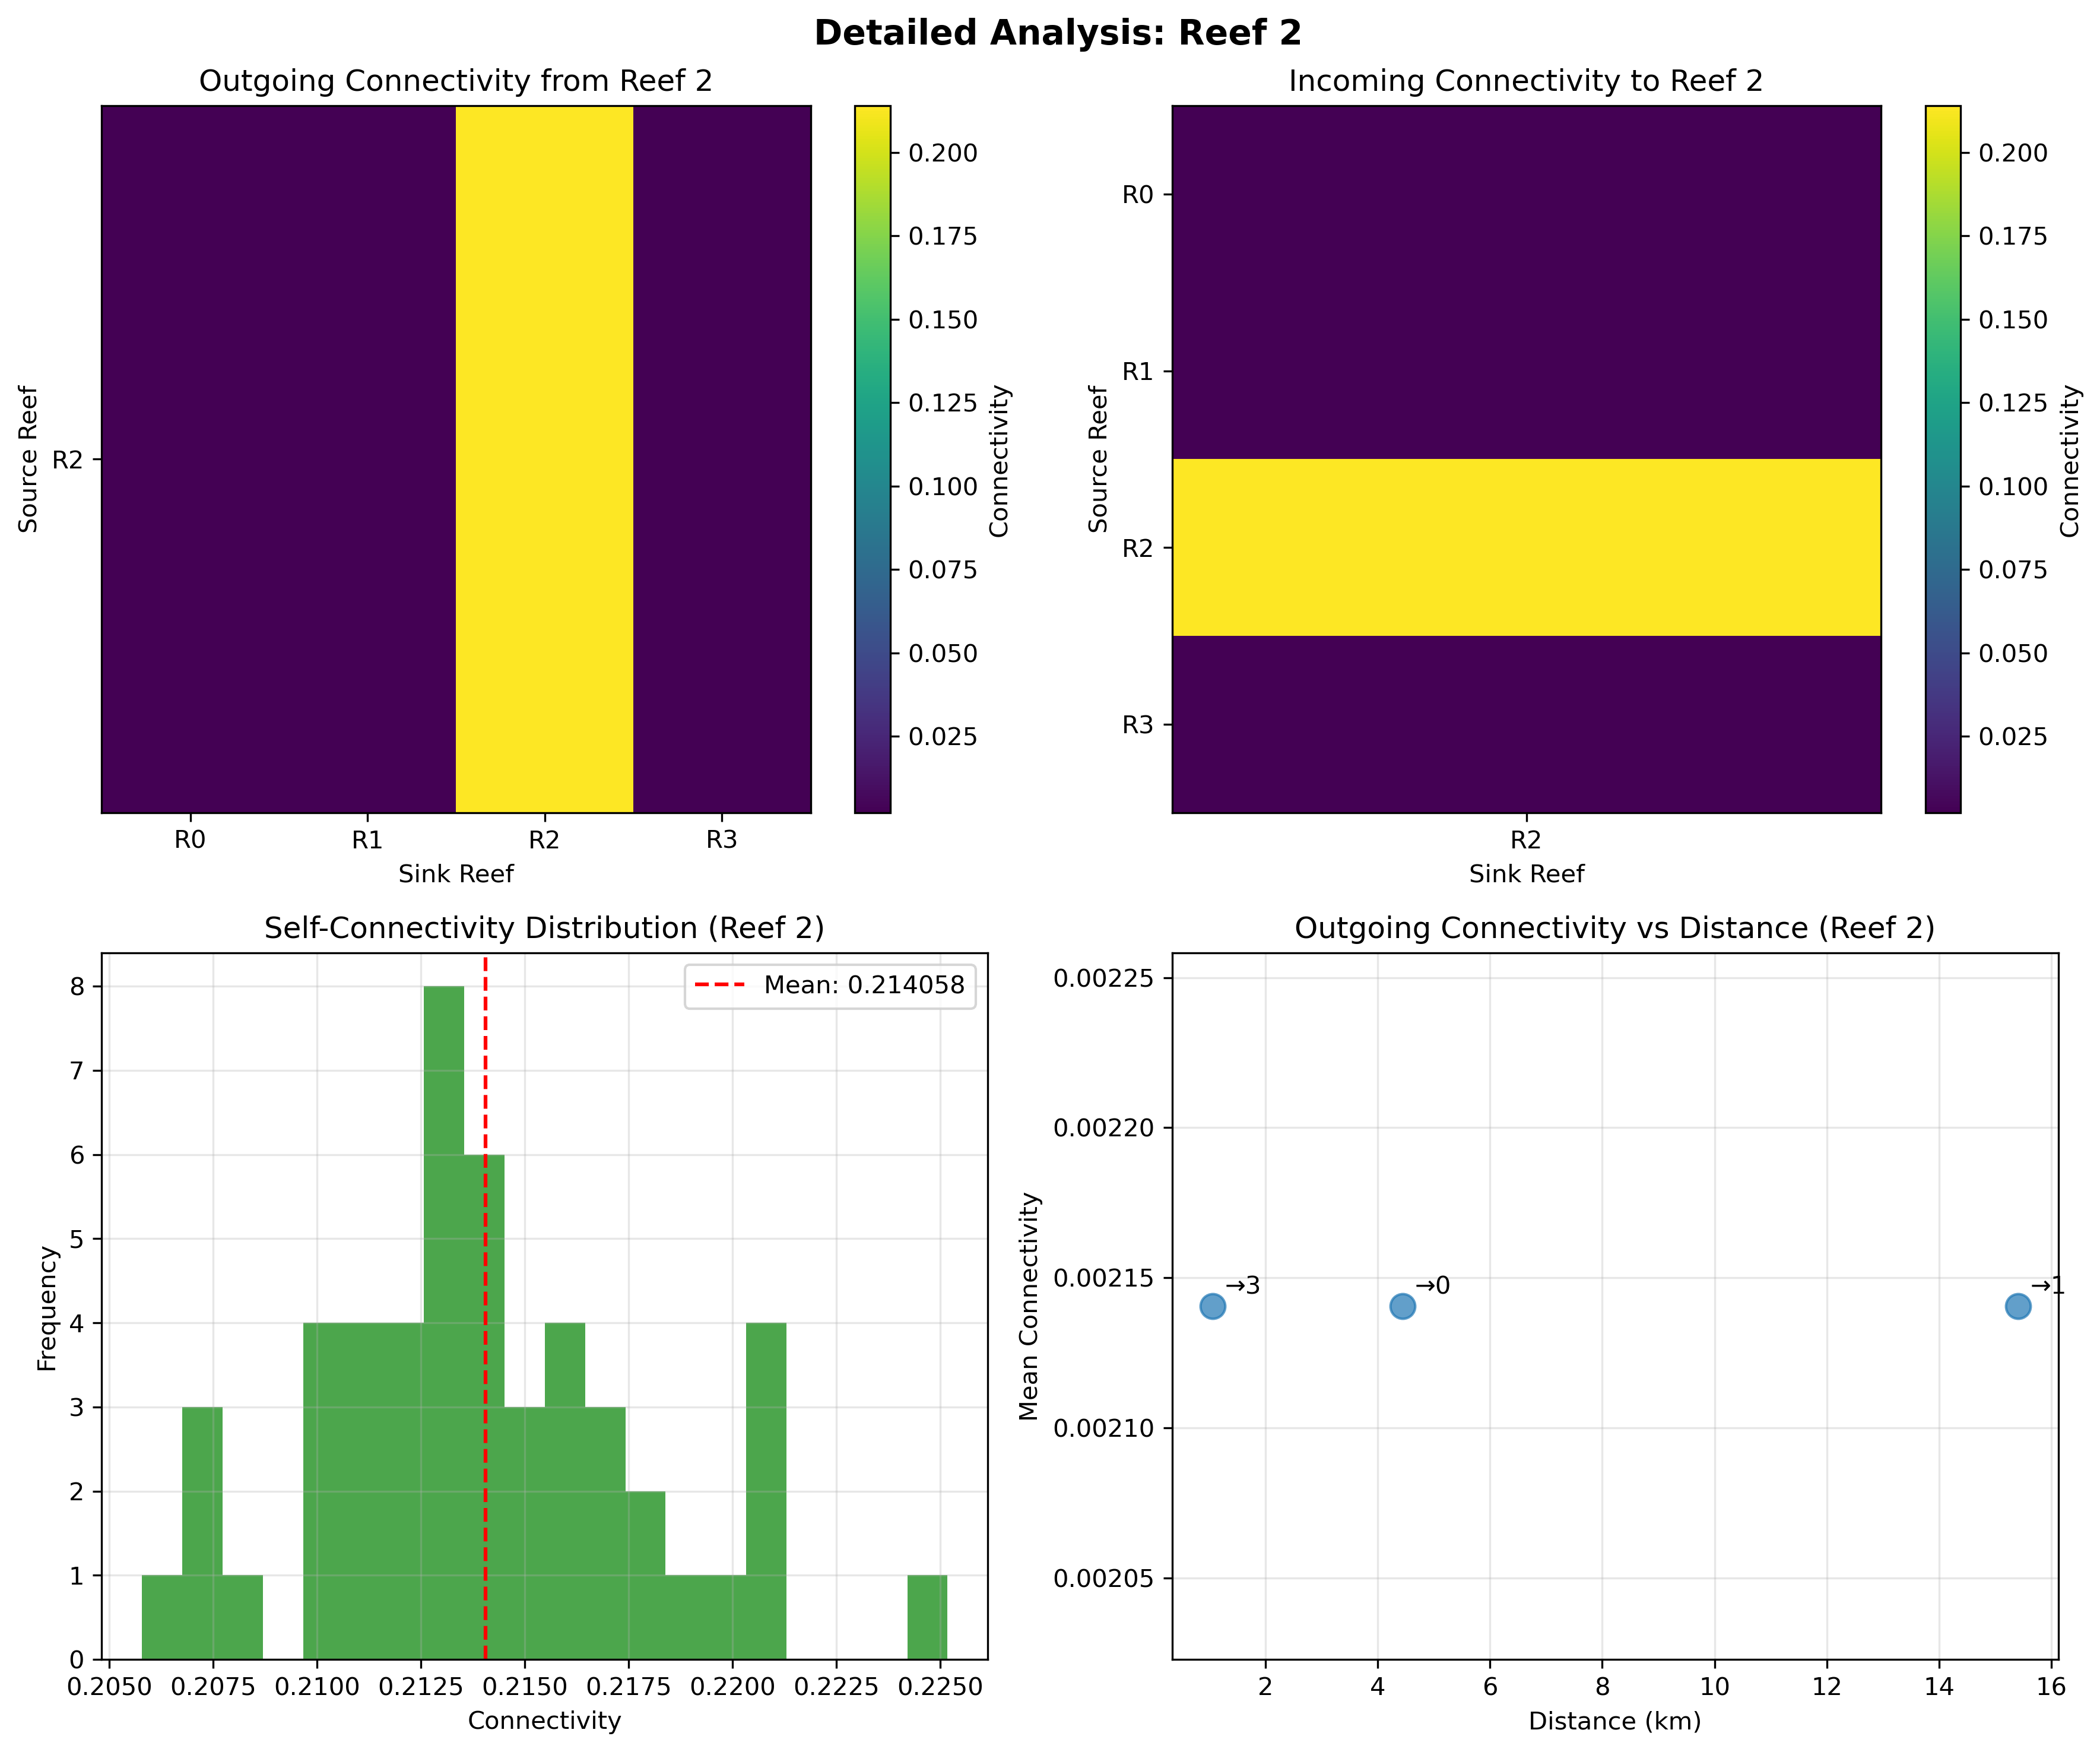 Detailed Analysis: Reef 2
Outgoing Connectivity from Reef 2
Source Reef
R2
R0 R1 R2 R3
Sink Reef
0.200
0.175
0.150
0.125
0.100
0.075
0.050
0.025
Connectivity
Incoming Connectivity to Reef 2
Source Reef
R0
R1
R2
R3
R2
Sink Reef
0.200
0.175
0.150
0.125
0.100
0.075
0.050
0.025
Connectivity
Self-Connectivity Distribution (Reef 2)
Mean: 0.214058
Frequency
8
7
6
5
4
3
2
1
0
0.2050 0.2075 0.2100 0.2125 0.2150 0.2175 0.2200 0.2225 0.2250
Connectivity
Outgoing Connectivity vs Distance (Reef 2)
Mean Connectivity
0.00225
0.00220
0.00215
0.00210
0.00205
→3 →0 →1
2 4 6 8 10 12 14 16
Distance (km)